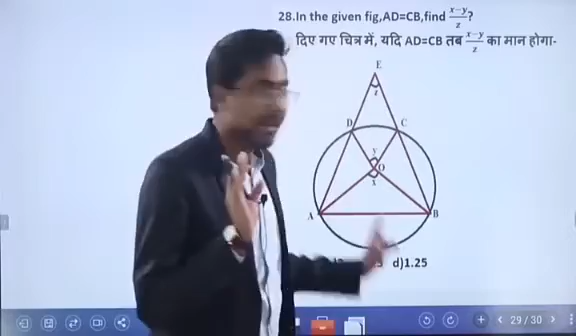 28.In the given fig,AD=CB,find x−y/z?
दिए गए चित्र में, यदि AD=CB तब x−y/z का मान होगा-
E
z
D
C
y
O
x
A
B
d)1.25
29 / 30